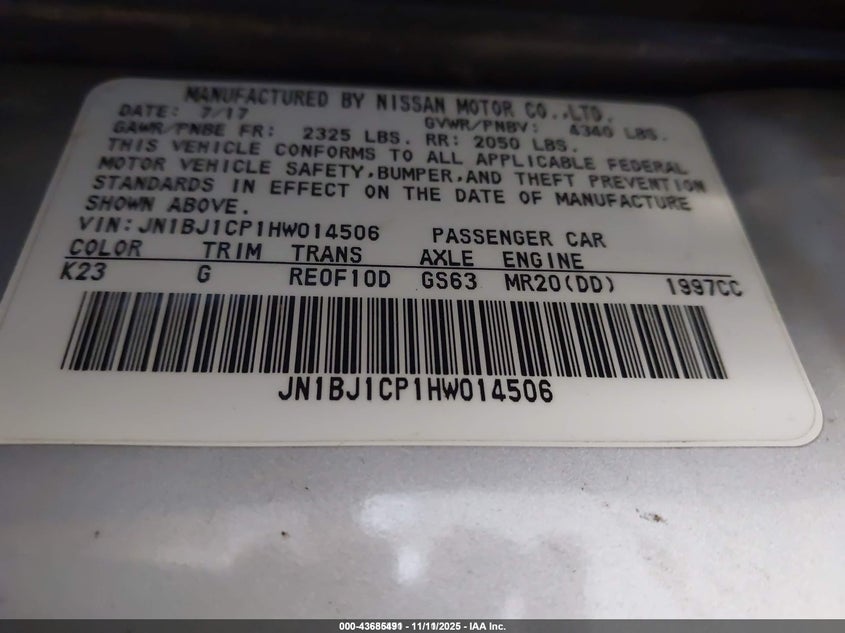 MANUFACTURED BY NISSAN MOTOR CO.,LTD.
DATE: 7/17 GVWR/PNBV: 4340 LBS.
GAWR/PNBE FR: 2325 LBS. RR: 2050 LBS.
THIS VEHICLE CONFORMS TO ALL APPLICABLE FEDERAL
MOTOR VEHICLE SAFETY,BUMPER,AND THEFT PREVENTION
STANDARDS IN EFFECT ON THE DATE OF MANUFACTURE
SHOWN ABOVE.
VIN:JN1BJ1CP1HW014506 PASSENGER CAR
COLOR TRIM TRANS AXLE ENGINE
K23 G RE0F10D GS63 MR20(DD) 1997CC
JN1BJ1CP1HW014506
000-43685491 - 11/11/2025 - IAA Inc.